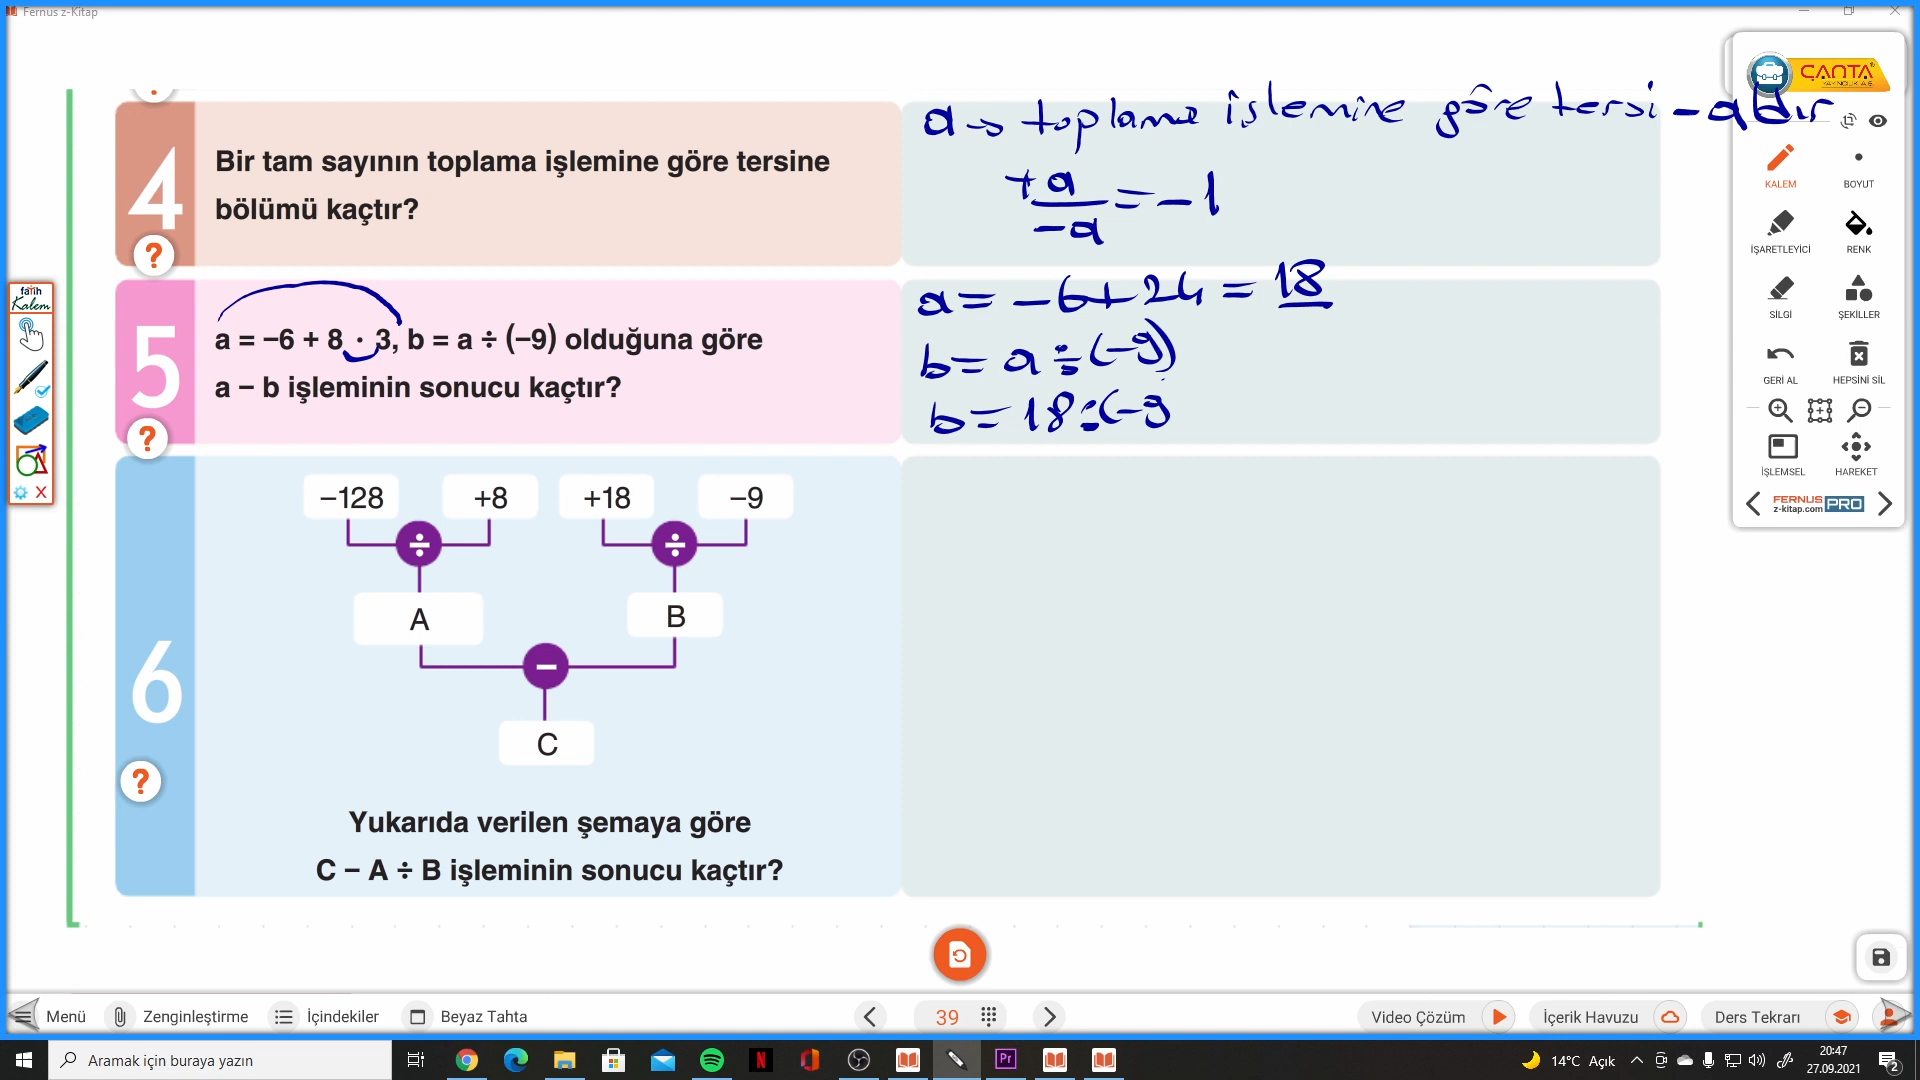 Fernus z-Kitap
4
Bir tam sayının toplama işlemine göre tersine
bölümü kaçtır?
?
a → toplama işlemine göre tersi -a dır
+a/-a = -1
5
a = −6 + 8 · 3, b = a ÷ (−9) olduğuna göre
a − b işleminin sonucu kaçtır?
?
a = -6+24 = 18
b = a ÷ (-9)
b = 18 : (-9
6
−128
+8
+18
−9
÷
÷
A
B
−
C
?
Yukarıda verilen şemaya göre
C − A ÷ B işleminin sonucu kaçtır?
fatih
Kalem
X
ÇANTA
KALEM
BOYUT
İŞARETLEYİCİ
RENK
SİLGİ
ŞEKİLLER
GERİ AL
HEPSİNİ SİL
İŞLEMSEL
HAREKET
FERNUS
z-kitap.com PRO
Menü
Zenginleştirme
İçindekiler
Beyaz Tahta
39
Video Çözüm
İçerik Havuzu
Ders Tekrarı
Aramak için buraya yazın
N
Pr
14°C Açık
20:47
27.09.2021
2